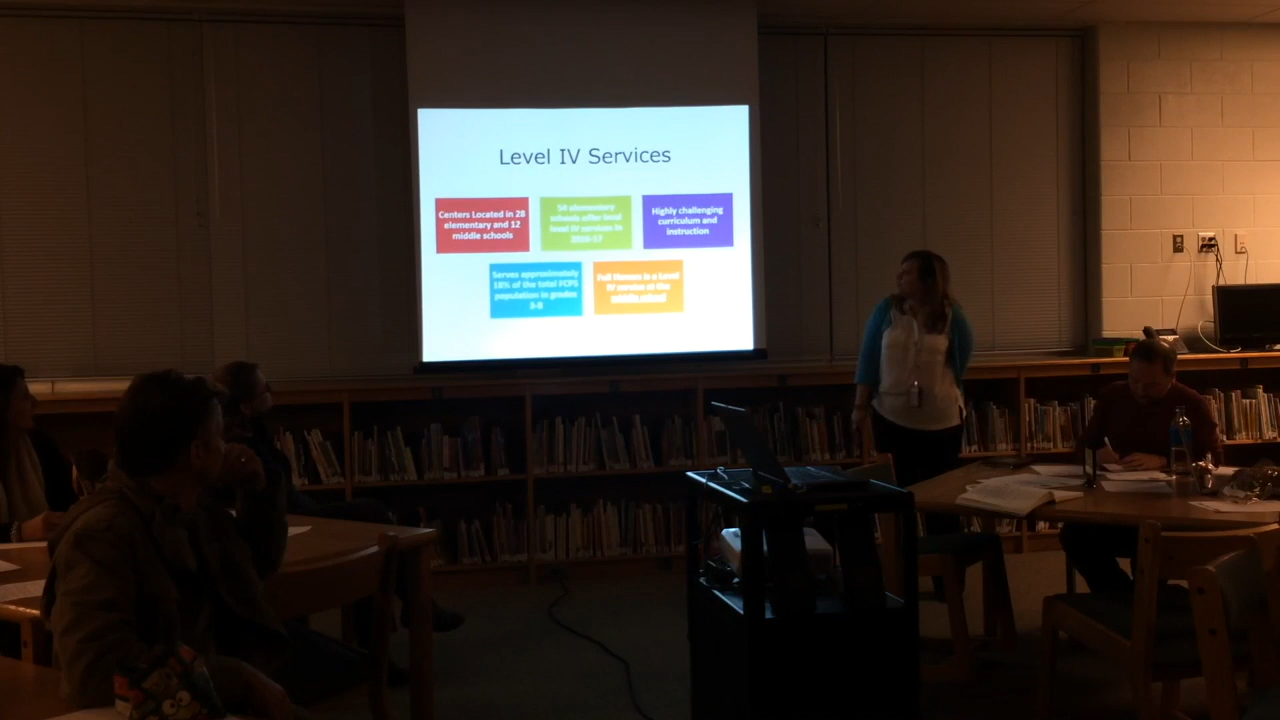 Level IV Services
Centers Located in 28
elementary and 12
middle schools
54 elementary
schools offer local
level IV services in
2016-17
Highly challenging
curriculum and
instruction
Serves approximately
18% of the total FCPS
population in grades
3-8
Full Honors is a Level
IV service at the
middle school